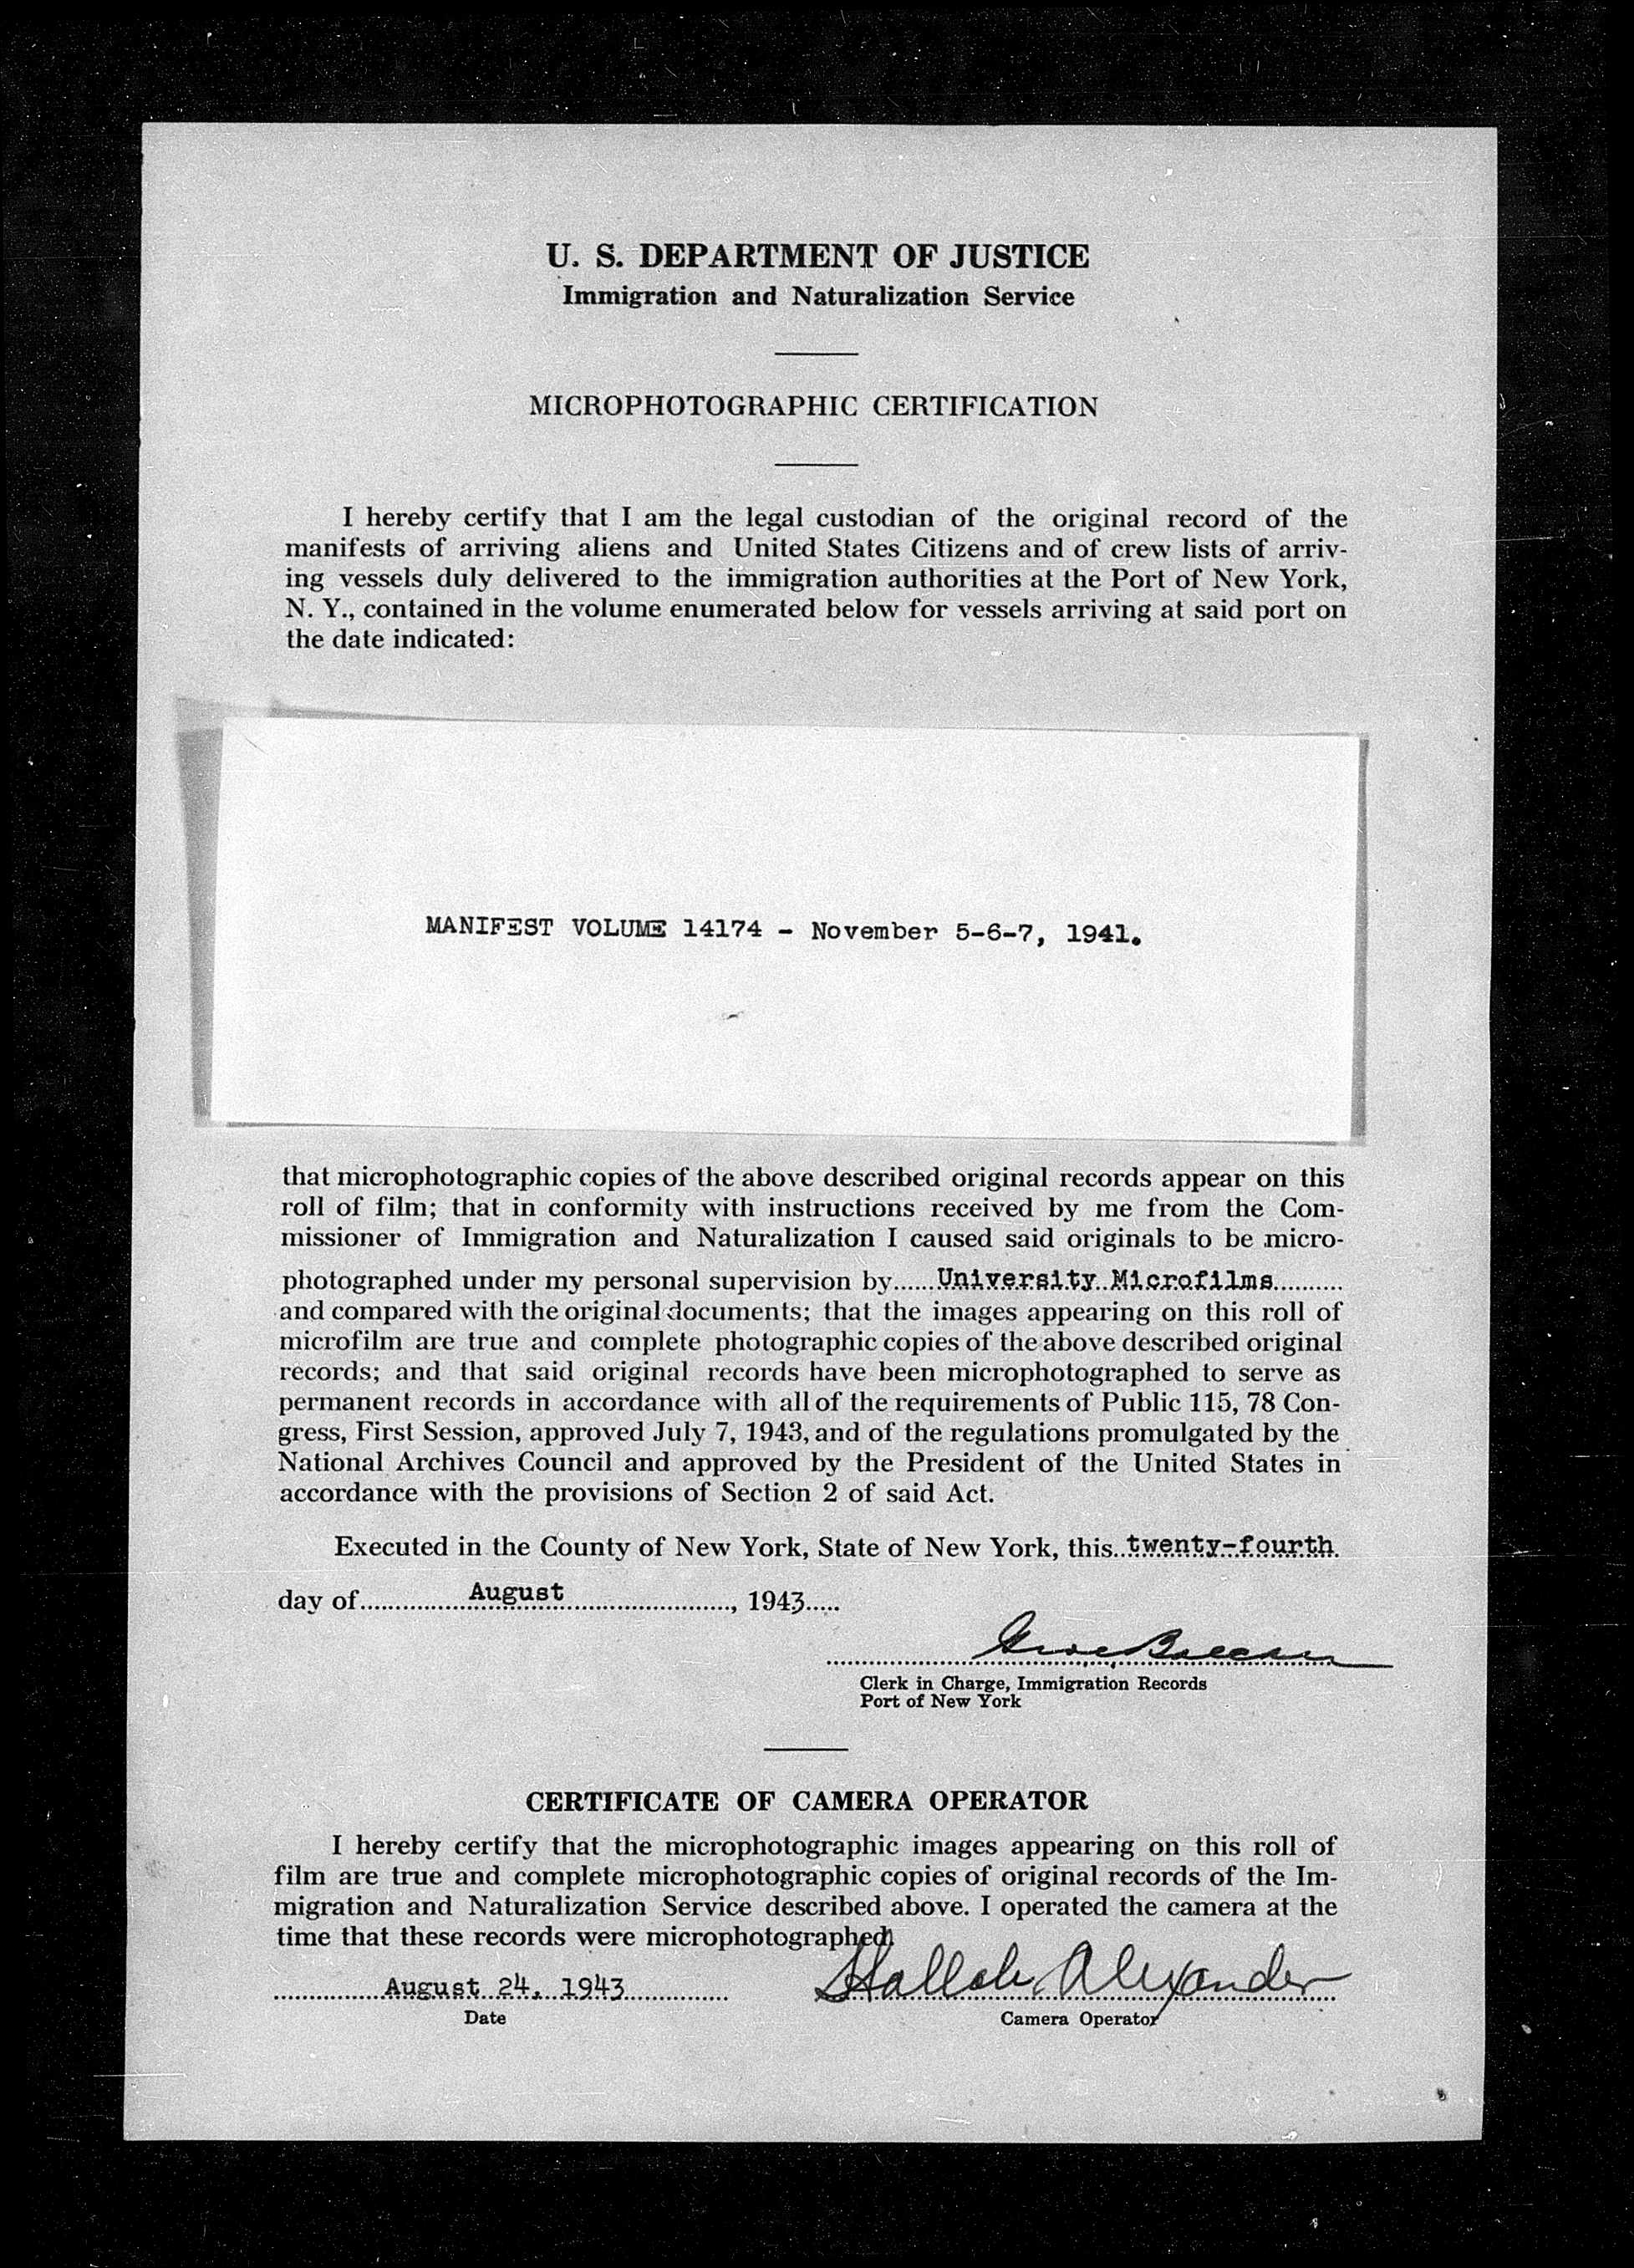 U. S. DEPARTMENT OF JUSTICE
Immigration and Naturalization Service
MICROPHOTOGRAPHIC CERTIFICATION
I hereby certify that I am the legal custodian of the original record of the
manifests of arriving aliens and United States Citizens and of crew lists of arriv-
ing vessels duly delivered to the immigration authorities at the Port of New York,
N. Y., contained in the volume enumerated below for vessels arriving at said port on
the date indicated:
MANIFEST VOLUME 14174 - November 5-6-7, 1941.
that microphotographic copies of the above described original records appear on this
roll of film; that in conformity with instructions received by me from the Com-
missioner of Immigration and Naturalization I caused said originals to be micro-
photographed under my personal supervision by......University Microfilms..........
and compared with the original documents; that the images appearing on this roll of
microfilm are true and complete photographic copies of the above described original
records; and that said original records have been microphotographed to serve as
permanent records in accordance with all of the requirements of Public 115, 78 Con-
gress, First Session, approved July 7, 1943, and of the regulations promulgated by the
National Archives Council and approved by the President of the United States in
accordance with the provisions of Section 2 of said Act.
Executed in the County of New York, State of New York, this..twenty-fourth.
day of................August..........................., 1943.....
Clerk in Charge, Immigration Records
Port of New York
CERTIFICATE OF CAMERA OPERATOR
I hereby certify that the microphotographic images appearing on this roll of
film are true and complete microphotographic copies of original records of the Im-
migration and Naturalization Service described above. I operated the camera at the
time that these records were microphotographed.
August 24, 1943
Alexander
Date
Camera Operator